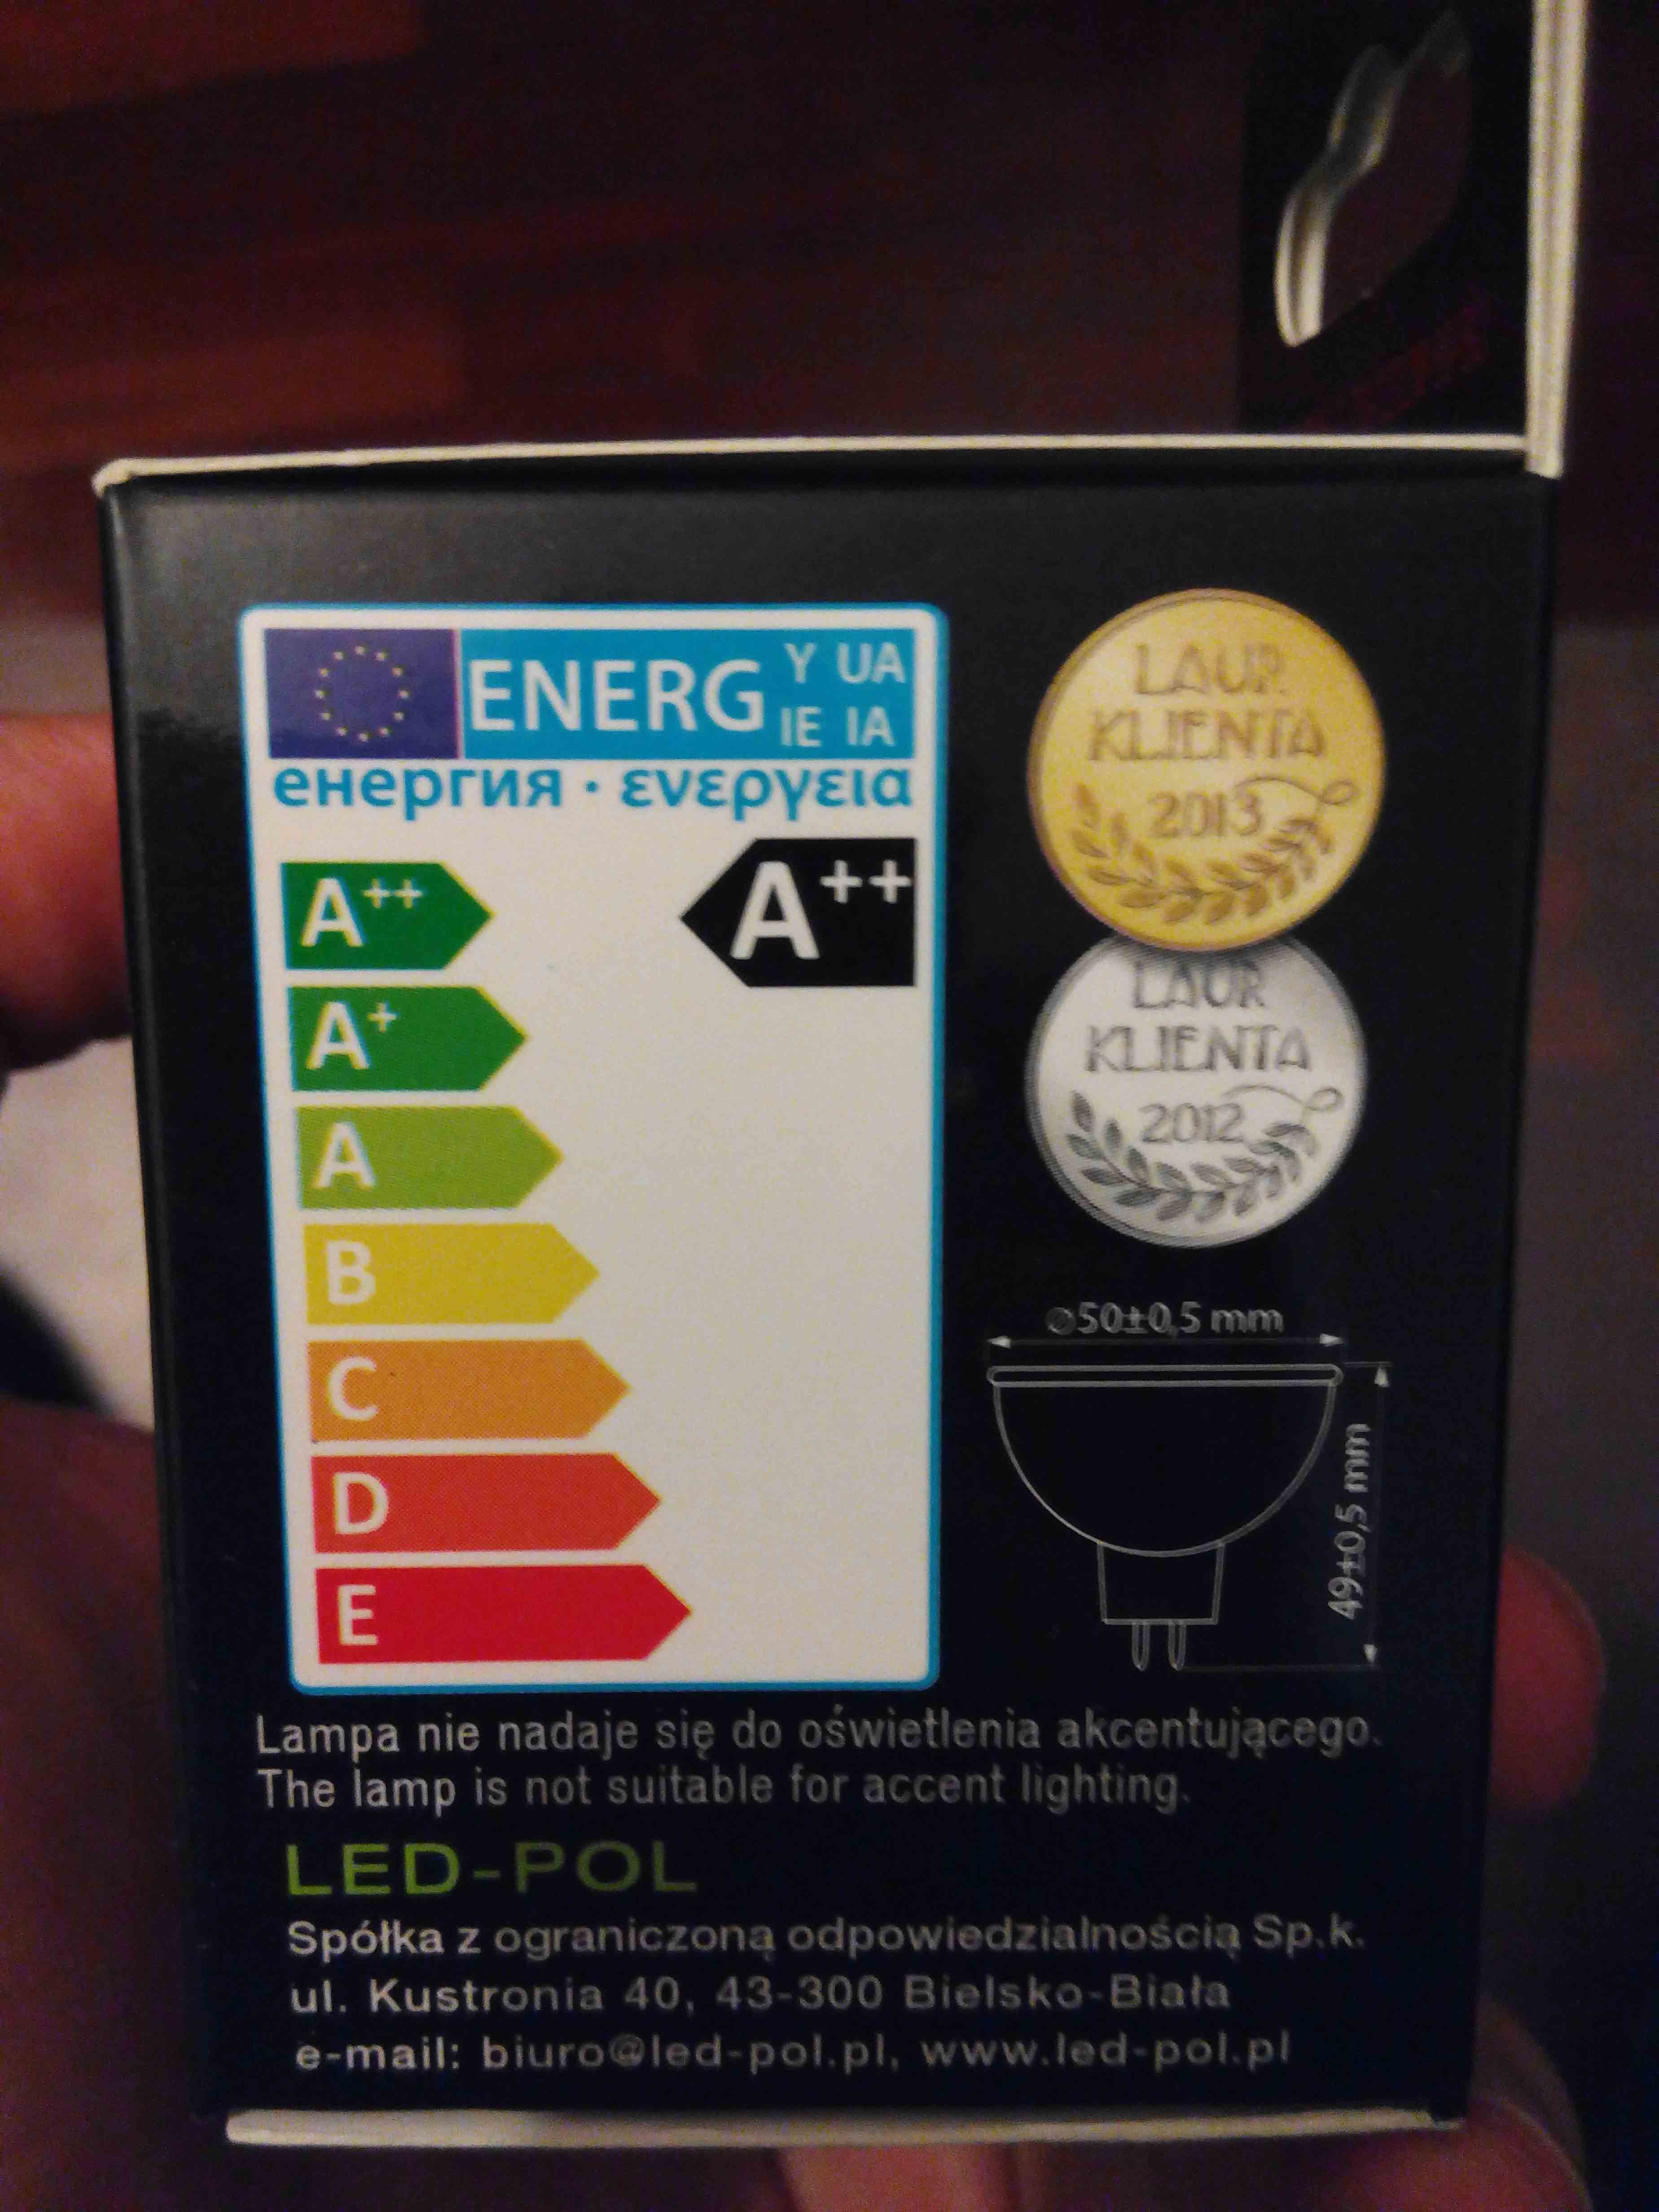 ENERG Y UA
IE IA
енергия · ενεργεια
A++
A++
A+
A
B
C
D
E
LAUR
KLIENTA
2013
LAUR
KLIENTA
2012
⌀50±0,5 mm
49±0,5 mm
Lampa nie nadaje się do oświetlenia akcentującego.
The lamp is not suitable for accent lighting.
LED-POL
Spółka z ograniczoną odpowiedzialnością Sp.k.
ul. Kustronia 40, 43-300 Bielsko-Biała
e-mail: biuro@led-pol.pl, www.led-pol.pl